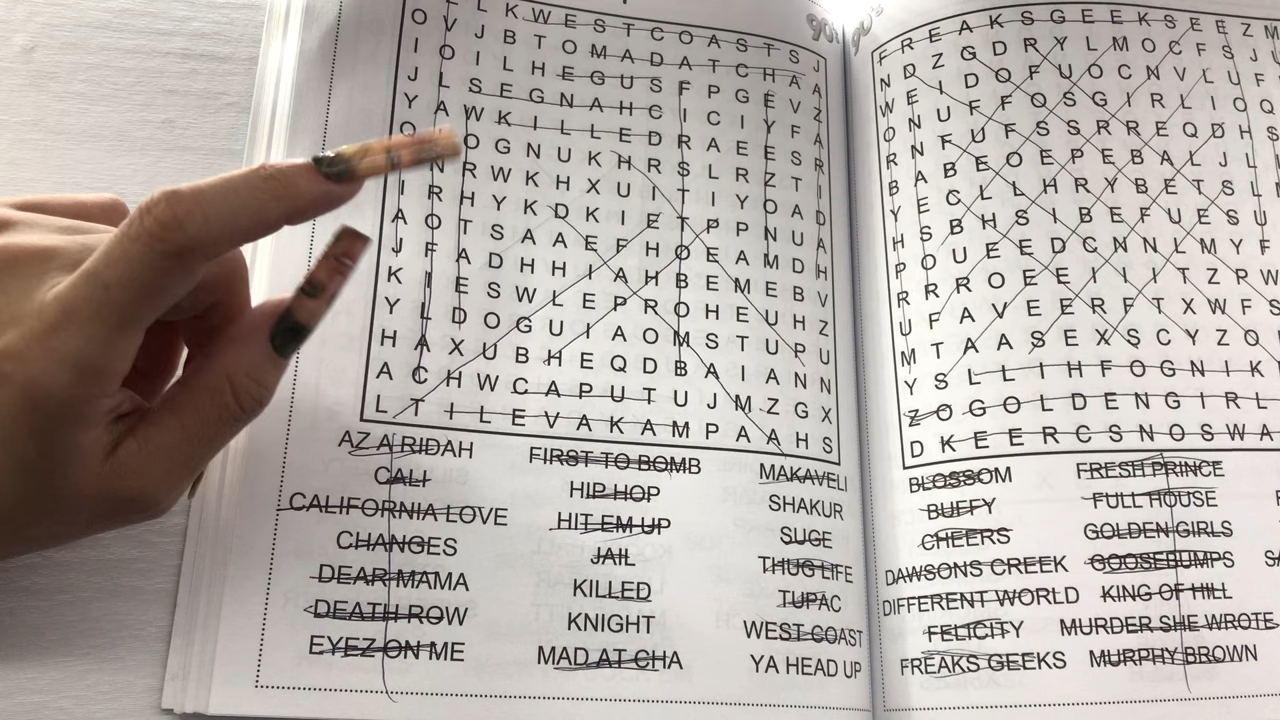 90s
L K W E S T C O A S T S J
O V J B T O M A D A T C H A A
I O I L H E G U S F P G E V Z
J L S E G N A H C I C I Y F A
Y A W K I L L E D R A E E S R
Q O G N U K H R S L R Z T I
N R W K H X U I T I Y O A D
I R H Y K D K I E T P P N U A
A O T S A A E F H O E A M D H
J F A D H H I A H B E M E B V
K I E S W L E P R O H E U H Z
Y L D O G U I A O M S T U P U
H A X U B H E Q D B A I A N N
A C H W C A P U T U J M Z G X
L T I L E V A K A M P A A H S
AZARIDAH
CALI
CALIFORNIA LOVE
CHANGES
DEAR MAMA
DEATH ROW
EYEZ ON ME
FIRST TO BOMB
HIP HOP
HIT EM UP
JAIL
KILLED
KNIGHT
MAD AT CHA
MAKAVELI
SHAKUR
SUGE
THUG LIFE
TUPAC
WEST COAST
YA HEAD UP
90's
F R E A K S G E E K S E E Z M
N D Z G D R Y L M O C F S J U
W E I D O F U O C N V L U F
O N U F F O S G I R L I O Q
R N F U F S S R R E Q D H S
B A B E O E P E B A L J L
Y E C L L H R Y B E T S L I
H S B H S I B E F U E S U
P O U E E D C N N L M Y F
R R R O E E I I I T Z R W
U F A V E E R F T X W F S
M T A A S E X S C Y Z O
Y S L L I H F O G N I K
Z O G O L D E N G I R L
D K E E R C S N O S W A
BLOSSOM
BUFFY
CHEERS
DAWSONS CREEK
DIFFERENT WORLD
FELICITY
FREAKS GEEKS
FRESH PRINCE
FULL HOUSE
GOLDEN GIRLS
GOOSEBUMPS
KING OF HILL
MURDER SHE WROTE
MURPHY BROWN